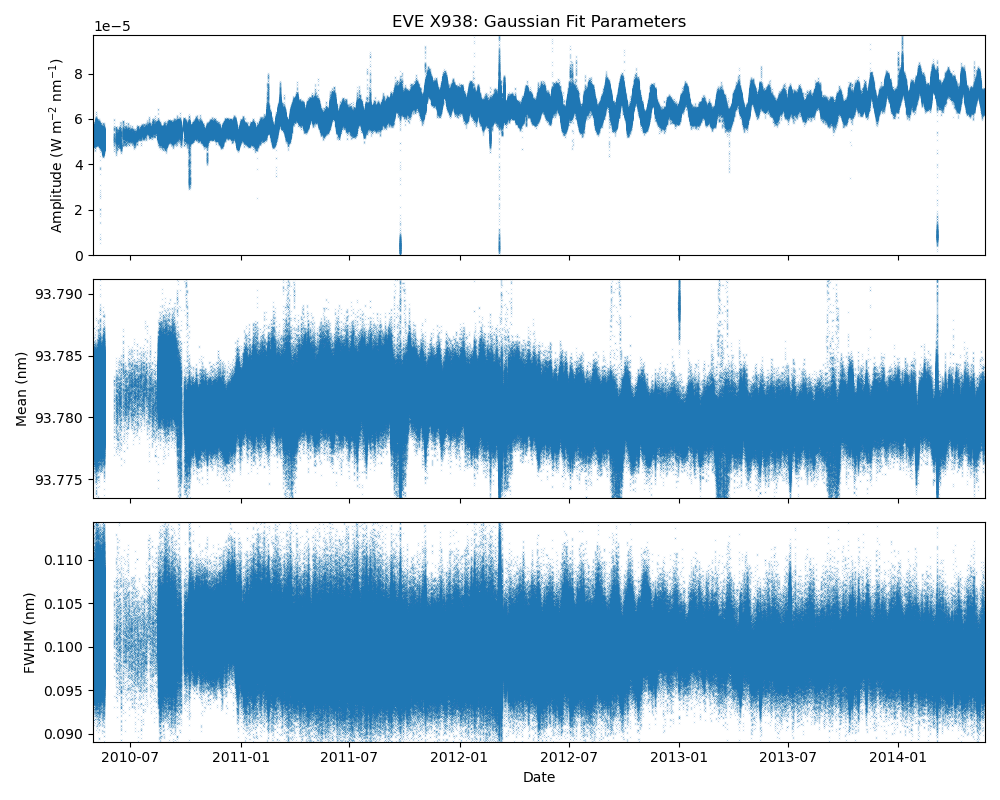 EVE X938: Gaussian Fit Parameters
1e−5
8
6
4
2
0
Amplitude (W m⁻² nm⁻¹)
93.790
93.785
93.780
93.775
Mean (nm)
0.110
0.105
0.100
0.095
0.090
FWHM (nm)
2010-07 2011-01 2011-07 2012-01 2012-07 2013-01 2013-07 2014-01
Date